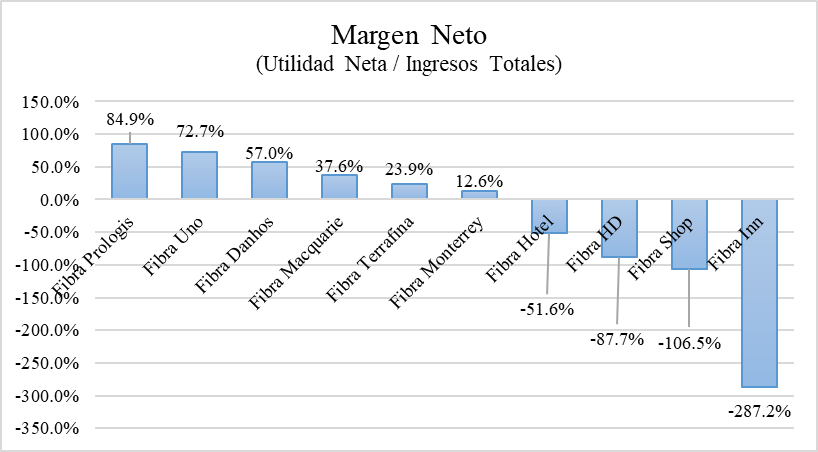 Margen Neto
(Utilidad Neta / Ingresos Totales)
150.0%
100.0%
50.0%
0.0%
-50.0%
-100.0%
-150.0%
-200.0%
-250.0%
-300.0%
-350.0%
84.9%
72.7%
57.0%
37.6%
23.9%
12.6%
-51.6%
-87.7%
-106.5%
-287.2%
Fibra Prologis
Fibra Uno
Fibra Danhos
Fibra Macquarie
Fibra Terrafina
Fibra Monterrey
Fibra Hotel
Fibra HD
Fibra Shop
Fibra Inn